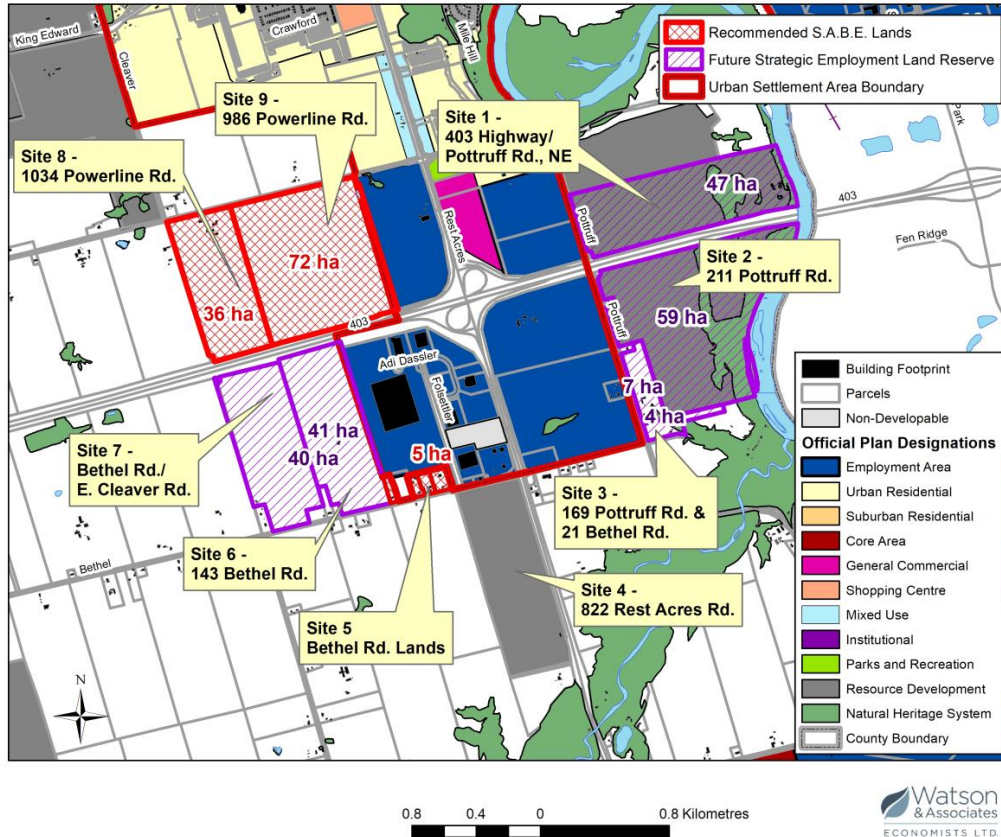 King Edward
Cleaver
Crawford
Mile Hill
Recommended S.A.B.E. Lands
Future Strategic Employment Land Reserve
Urban Settlement Area Boundary
Site 9 -
986 Powerline Rd.
Site 1 -
403 Highway/
Pottruff Rd., NE
Site 8 -
1034 Powerline Rd.
Park
47 ha
403
Rest Acres
Pottruff
Fen Ridge
Site 2 -
211 Pottruff Rd.
72 ha
36 ha
59 ha
403
Pottruff
Adi Dassler
Folsettler
7 ha
4 ha
41 ha
40 ha
5 ha
Site 7 -
Bethel Rd./
E. Cleaver Rd.
Site 3 -
169 Pottruff Rd. &
21 Bethel Rd.
Site 6 -
143 Bethel Rd.
Bethel
Site 4 -
822 Rest Acres Rd.
Site 5
Bethel Rd. Lands
N
Building Footprint
Parcels
Non-Developable
Official Plan Designations
Employment Area
Urban Residential
Suburban Residential
Core Area
General Commercial
Shopping Centre
Mixed Use
Institutional
Parks and Recreation
Resource Development
Natural Heritage System
County Boundary
0.8 0.4 0 0.8 Kilometres
Watson
& Associates
ECONOMISTS LTD.